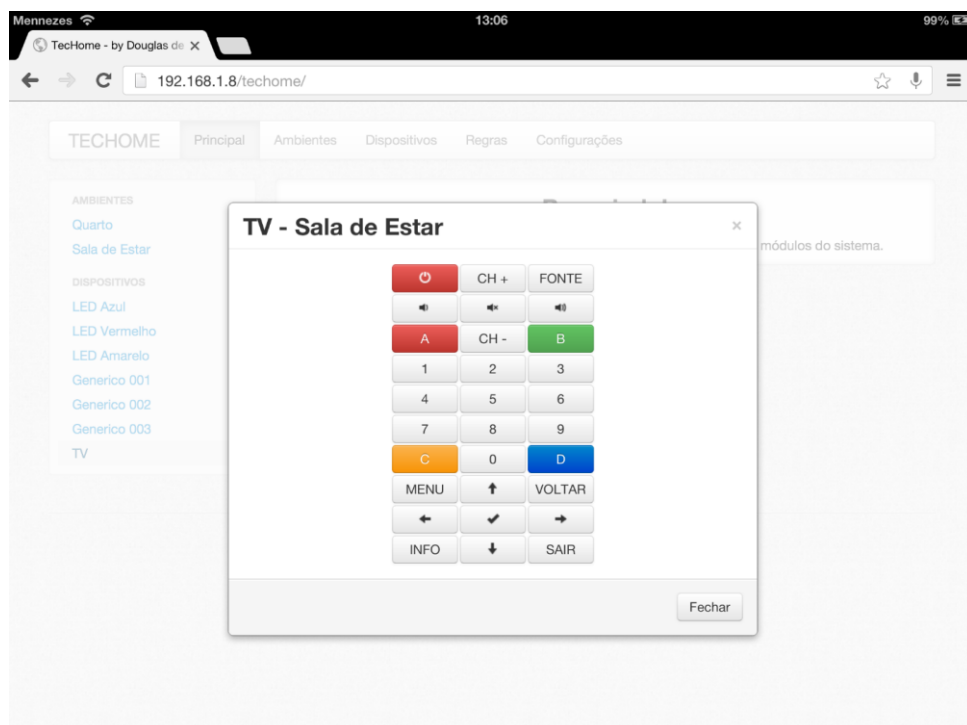 Mennezes 13:06 99%
TecHome - by Douglas de
192.168.1.8/techome/
TECHOME Principal Ambientes Dispositivos Regras Configurações
AMBIENTES
Quarto
Sala de Estar
módulos do sistema.
DISPOSITIVOS
LED Azul
LED Vermelho
LED Amarelo
Generico 001
Generico 002
Generico 003
TV
TV - Sala de Estar ×
CH + FONTE
A CH - B
1 2 3
4 5 6
7 8 9
C 0 D
MENU VOLTAR
INFO SAIR
Fechar